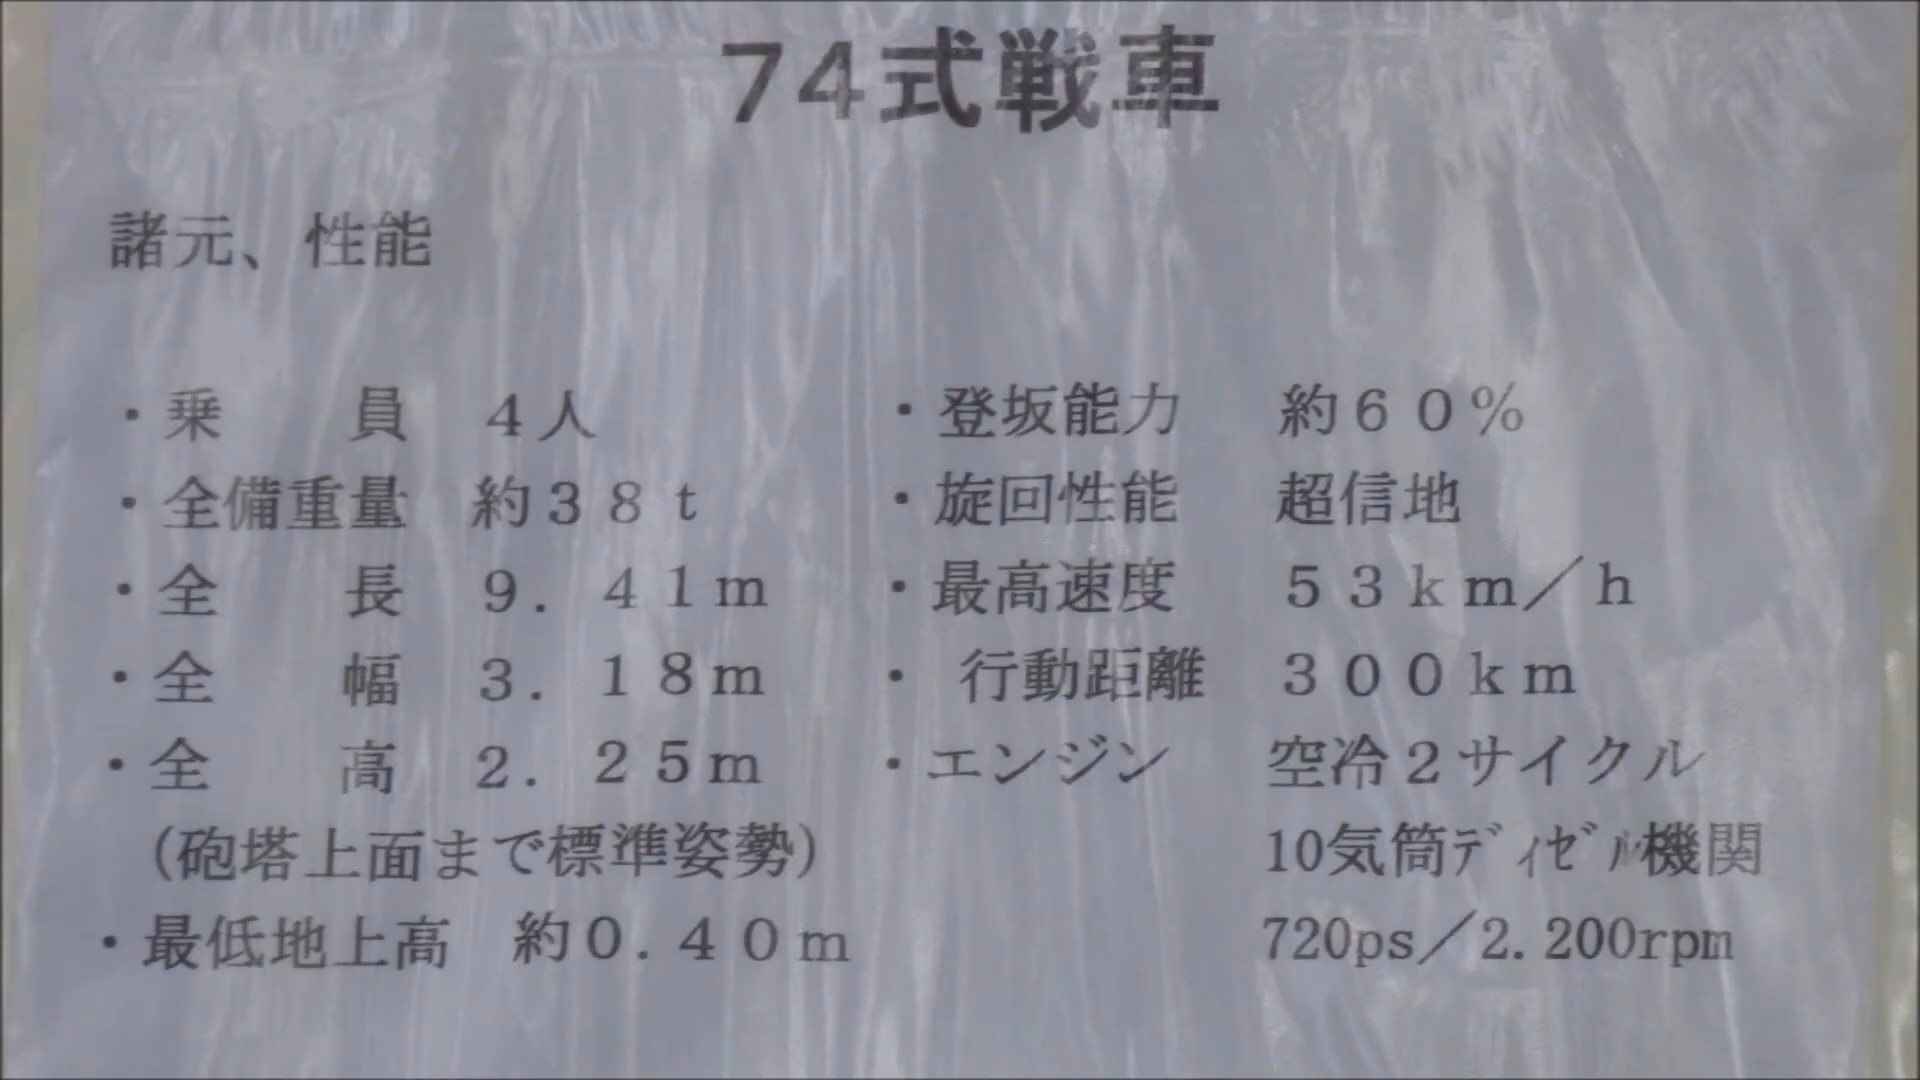 74式戦車
諸元、性能
・乗　　員　4人
・全備重量　約38t
・全　　長　9.41m
・全　　幅　3.18m
・全　　高　2.25m
(砲塔上面まで標準姿勢)
・最低地上高　約0.40m
・登坂能力　約60%
・旋回性能　超信地
・最高速度　53km/h
・行動距離　300km
・エンジン　空冷2サイクル
10気筒ﾃﾞｨｾﾞﾙ機関
720ps/2.200rpm